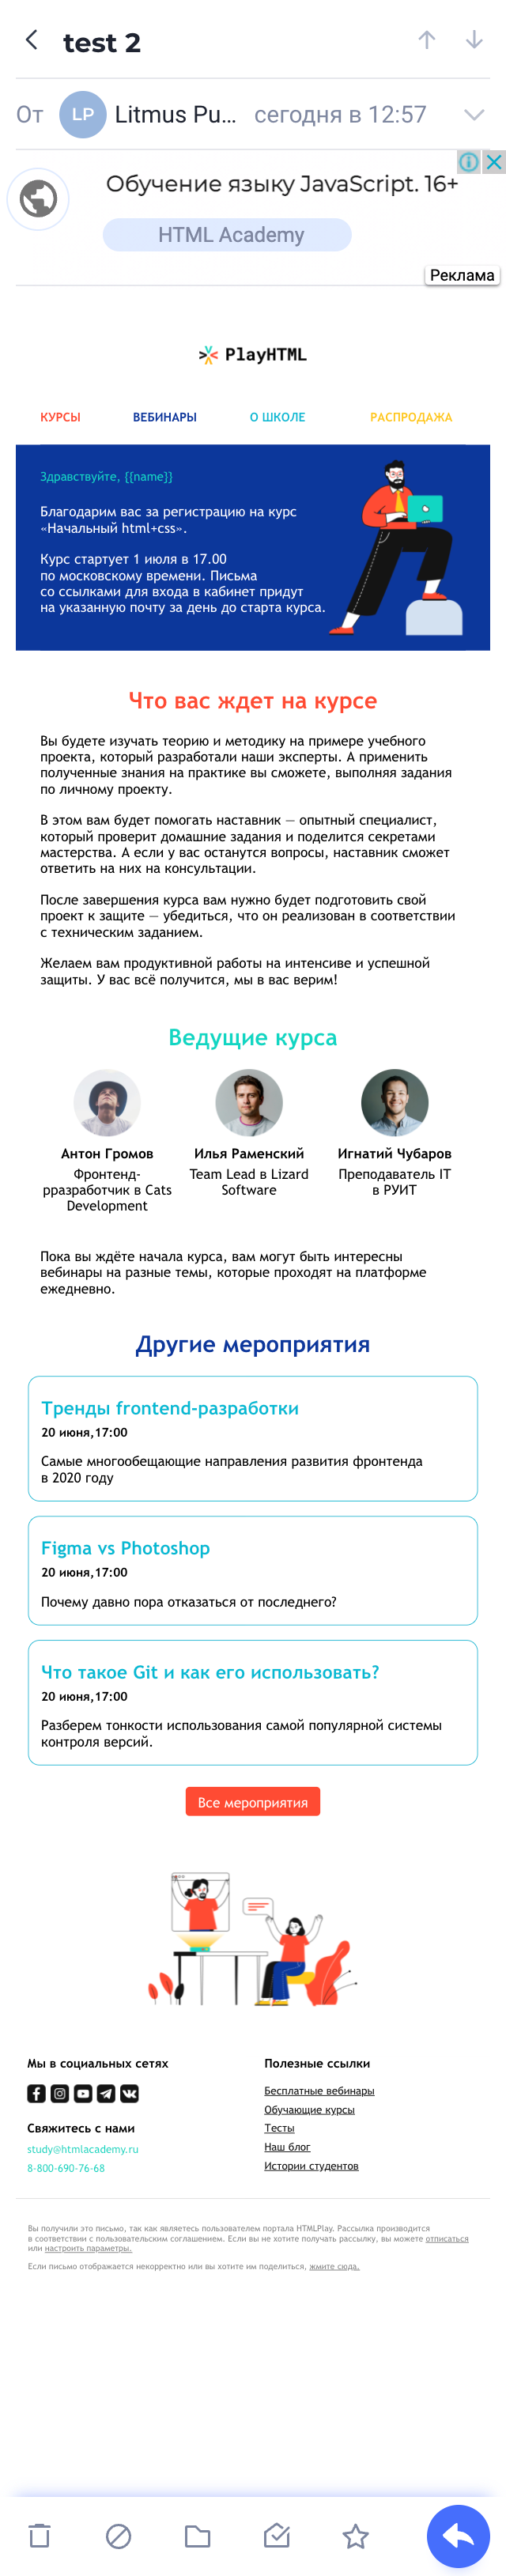 test 2
От LP Litmus Pu... сегодня в 12:57
Обучение языку JavaScript. 16+
HTML Academy
Реклама
PlayHTML
КУРСЫ ВЕБИНАРЫ О ШКОЛЕ РАСПРОДАЖА
Здравствуйте, {{name}}
Благодарим вас за регистрацию на курс
«Начальный html+css».
Курс стартует 1 июля в 17.00
по московскому времени. Письма
со ссылками для входа в кабинет придут
на указанную почту за день до старта курса.
Что вас ждет на курсе
Вы будете изучать теорию и методику на примере учебного
проекта, который разработали наши эксперты. А применить
полученные знания на практике вы сможете, выполняя задания
по личному проекту.
В этом вам будет помогать наставник — опытный специалист,
который проверит домашние задания и поделится секретами
мастерства. А если у вас останутся вопросы, наставник сможет
ответить на них на консультации.
После завершения курса вам нужно будет подготовить свой
проект к защите — убедиться, что он реализован в соответствии
с техническим заданием.
Желаем вам продуктивной работы на интенсиве и успешной
защиты. У вас всё получится, мы в вас верим!
Ведущие курса
Антон Громов
Фронтенд-
рразработчик в Cats
Development
Илья Раменский
Team Lead в Lizard
Software
Игнатий Чубаров
Преподаватель IT
в РУИТ
Пока вы ждёте начала курса, вам могут быть интересны
вебинары на разные темы, которые проходят на платформе
ежедневно.
Другие мероприятия
Тренды frontend-разработки
20 июня,17:00
Самые многообещающие направления развития фронтенда
в 2020 году
Figma vs Photoshop
20 июня,17:00
Почему давно пора отказаться от последнего?
Что такое Git и как его использовать?
20 июня,17:00
Разберем тонкости использования самой популярной системы
контроля версий.
Все мероприятия
Мы в социальных сетях
Свяжитесь с нами
study@htmlacademy.ru
8-800-690-76-68
Полезные ссылки
Бесплатные вебинары
Обучающие курсы
Тесты
Наш блог
Истории студентов
Вы получили это письмо, так как являетесь пользователем портала HTMLPlay. Рассылка производится
в соответствии с пользовательским соглашением. Если вы не хотите получать рассылку, вы можете отписаться
или настроить параметры.
Если письмо отображается некорректно или вы хотите им поделиться, жмите сюда.